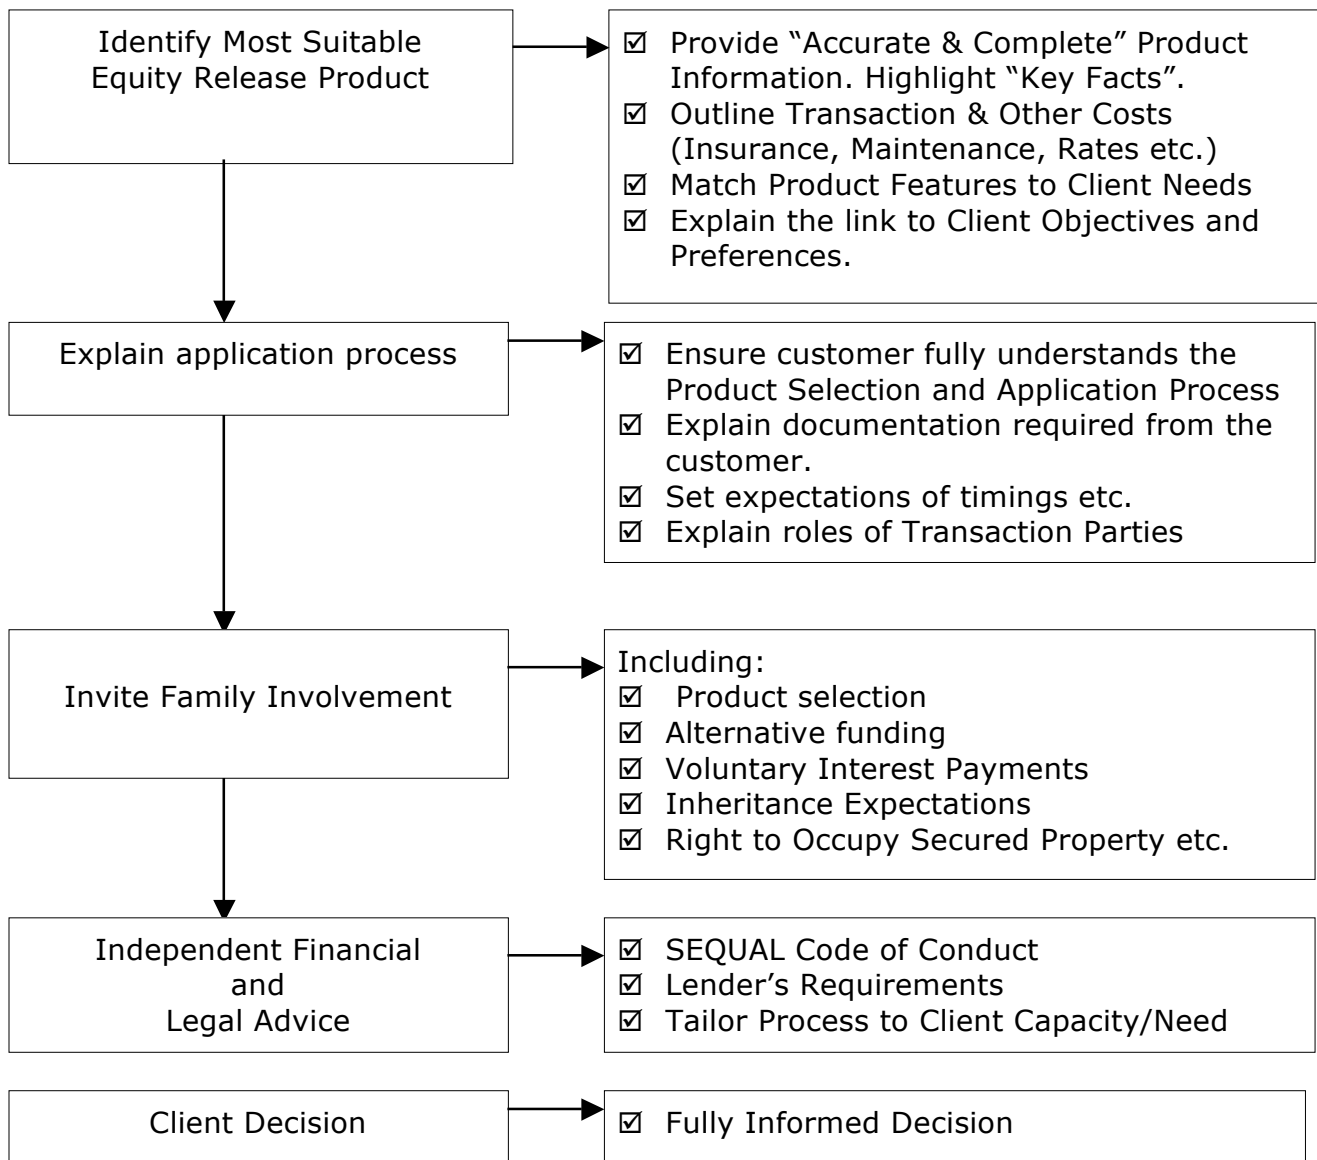 Identify Most Suitable
Equity Release Product
☑ Provide “Accurate & Complete” Product
Information. Highlight “Key Facts”.
☑ Outline Transaction & Other Costs
(Insurance, Maintenance, Rates etc.)
☑ Match Product Features to Client Needs
☑ Explain the link to Client Objectives and
Preferences.
Explain application process
☑ Ensure customer fully understands the
Product Selection and Application Process
☑ Explain documentation required from the
customer.
☑ Set expectations of timings etc.
☑ Explain roles of Transaction Parties
Invite Family Involvement
Including:
☑ Product selection
☑ Alternative funding
☑ Voluntary Interest Payments
☑ Inheritance Expectations
☑ Right to Occupy Secured Property etc.
Independent Financial
and
Legal Advice
☑ SEQUAL Code of Conduct
☑ Lender’s Requirements
☑ Tailor Process to Client Capacity/Need
Client Decision
☑ Fully Informed Decision